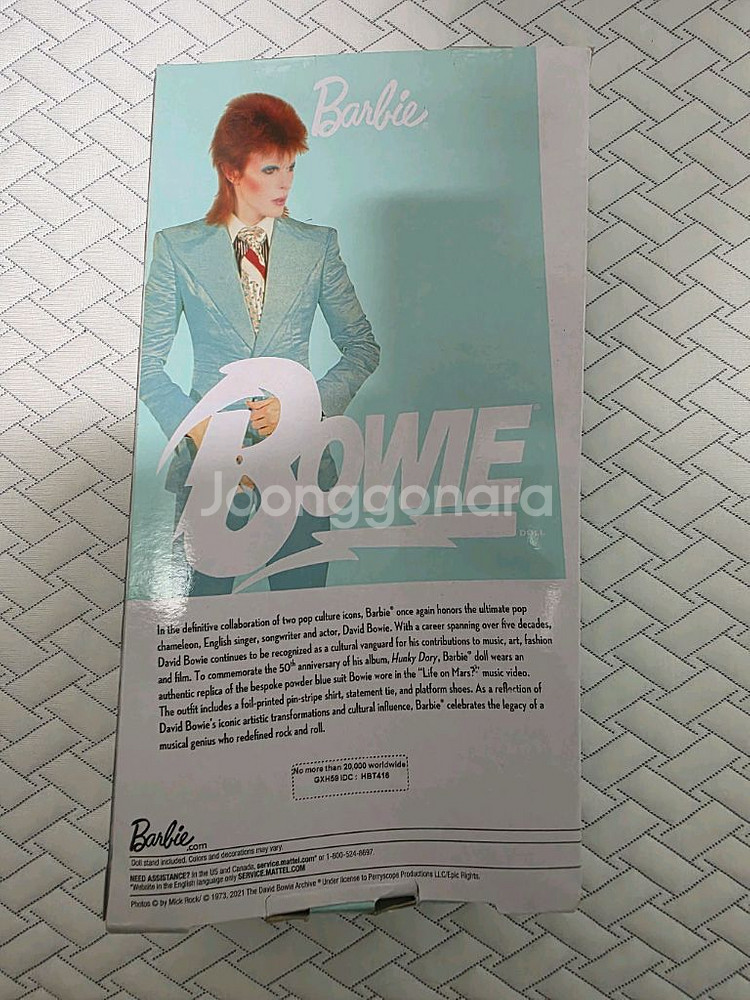 Barbie
BOWIE
DOLL
Joonggonara
In the definitive collaboration of two pop culture icons, Barbie® once again honors the ultimate pop
chameleon, English singer, songwriter and actor, David Bowie. With a career spanning over five decades,
David Bowie continues to be recognized as a cultural vanguard for his contributions to music, art, fashion
and film. To commemorate the 50th anniversary of his album, Hunky Dory, Barbie® doll wears an
authentic replica of the bespoke powder blue suit Bowie wore in the "Life on Mars?" music video.
The outfit includes a foil-printed pin-stripe shirt, statement tie, and platform shoes. As a reflection of
David Bowie's iconic artistic transformations and cultural influence, Barbie® celebrates the legacy of a
musical genius who redefined rock and roll.
No more than 20,000 worldwide
GXH59 IDC : HBT416
Barbie.com
Doll stand included. Colors and decorations may vary.
NEED ASSISTANCE? In the US and Canada, service.mattel.com* or 1-800-524-8697.
*Website in the English language only SERVICE.MATTEL.COM
Photos © by Mick Rock/ © 1973, 2021 The David Bowie Archive ® Under license to Perryscope Productions LLC/Epic Rights.